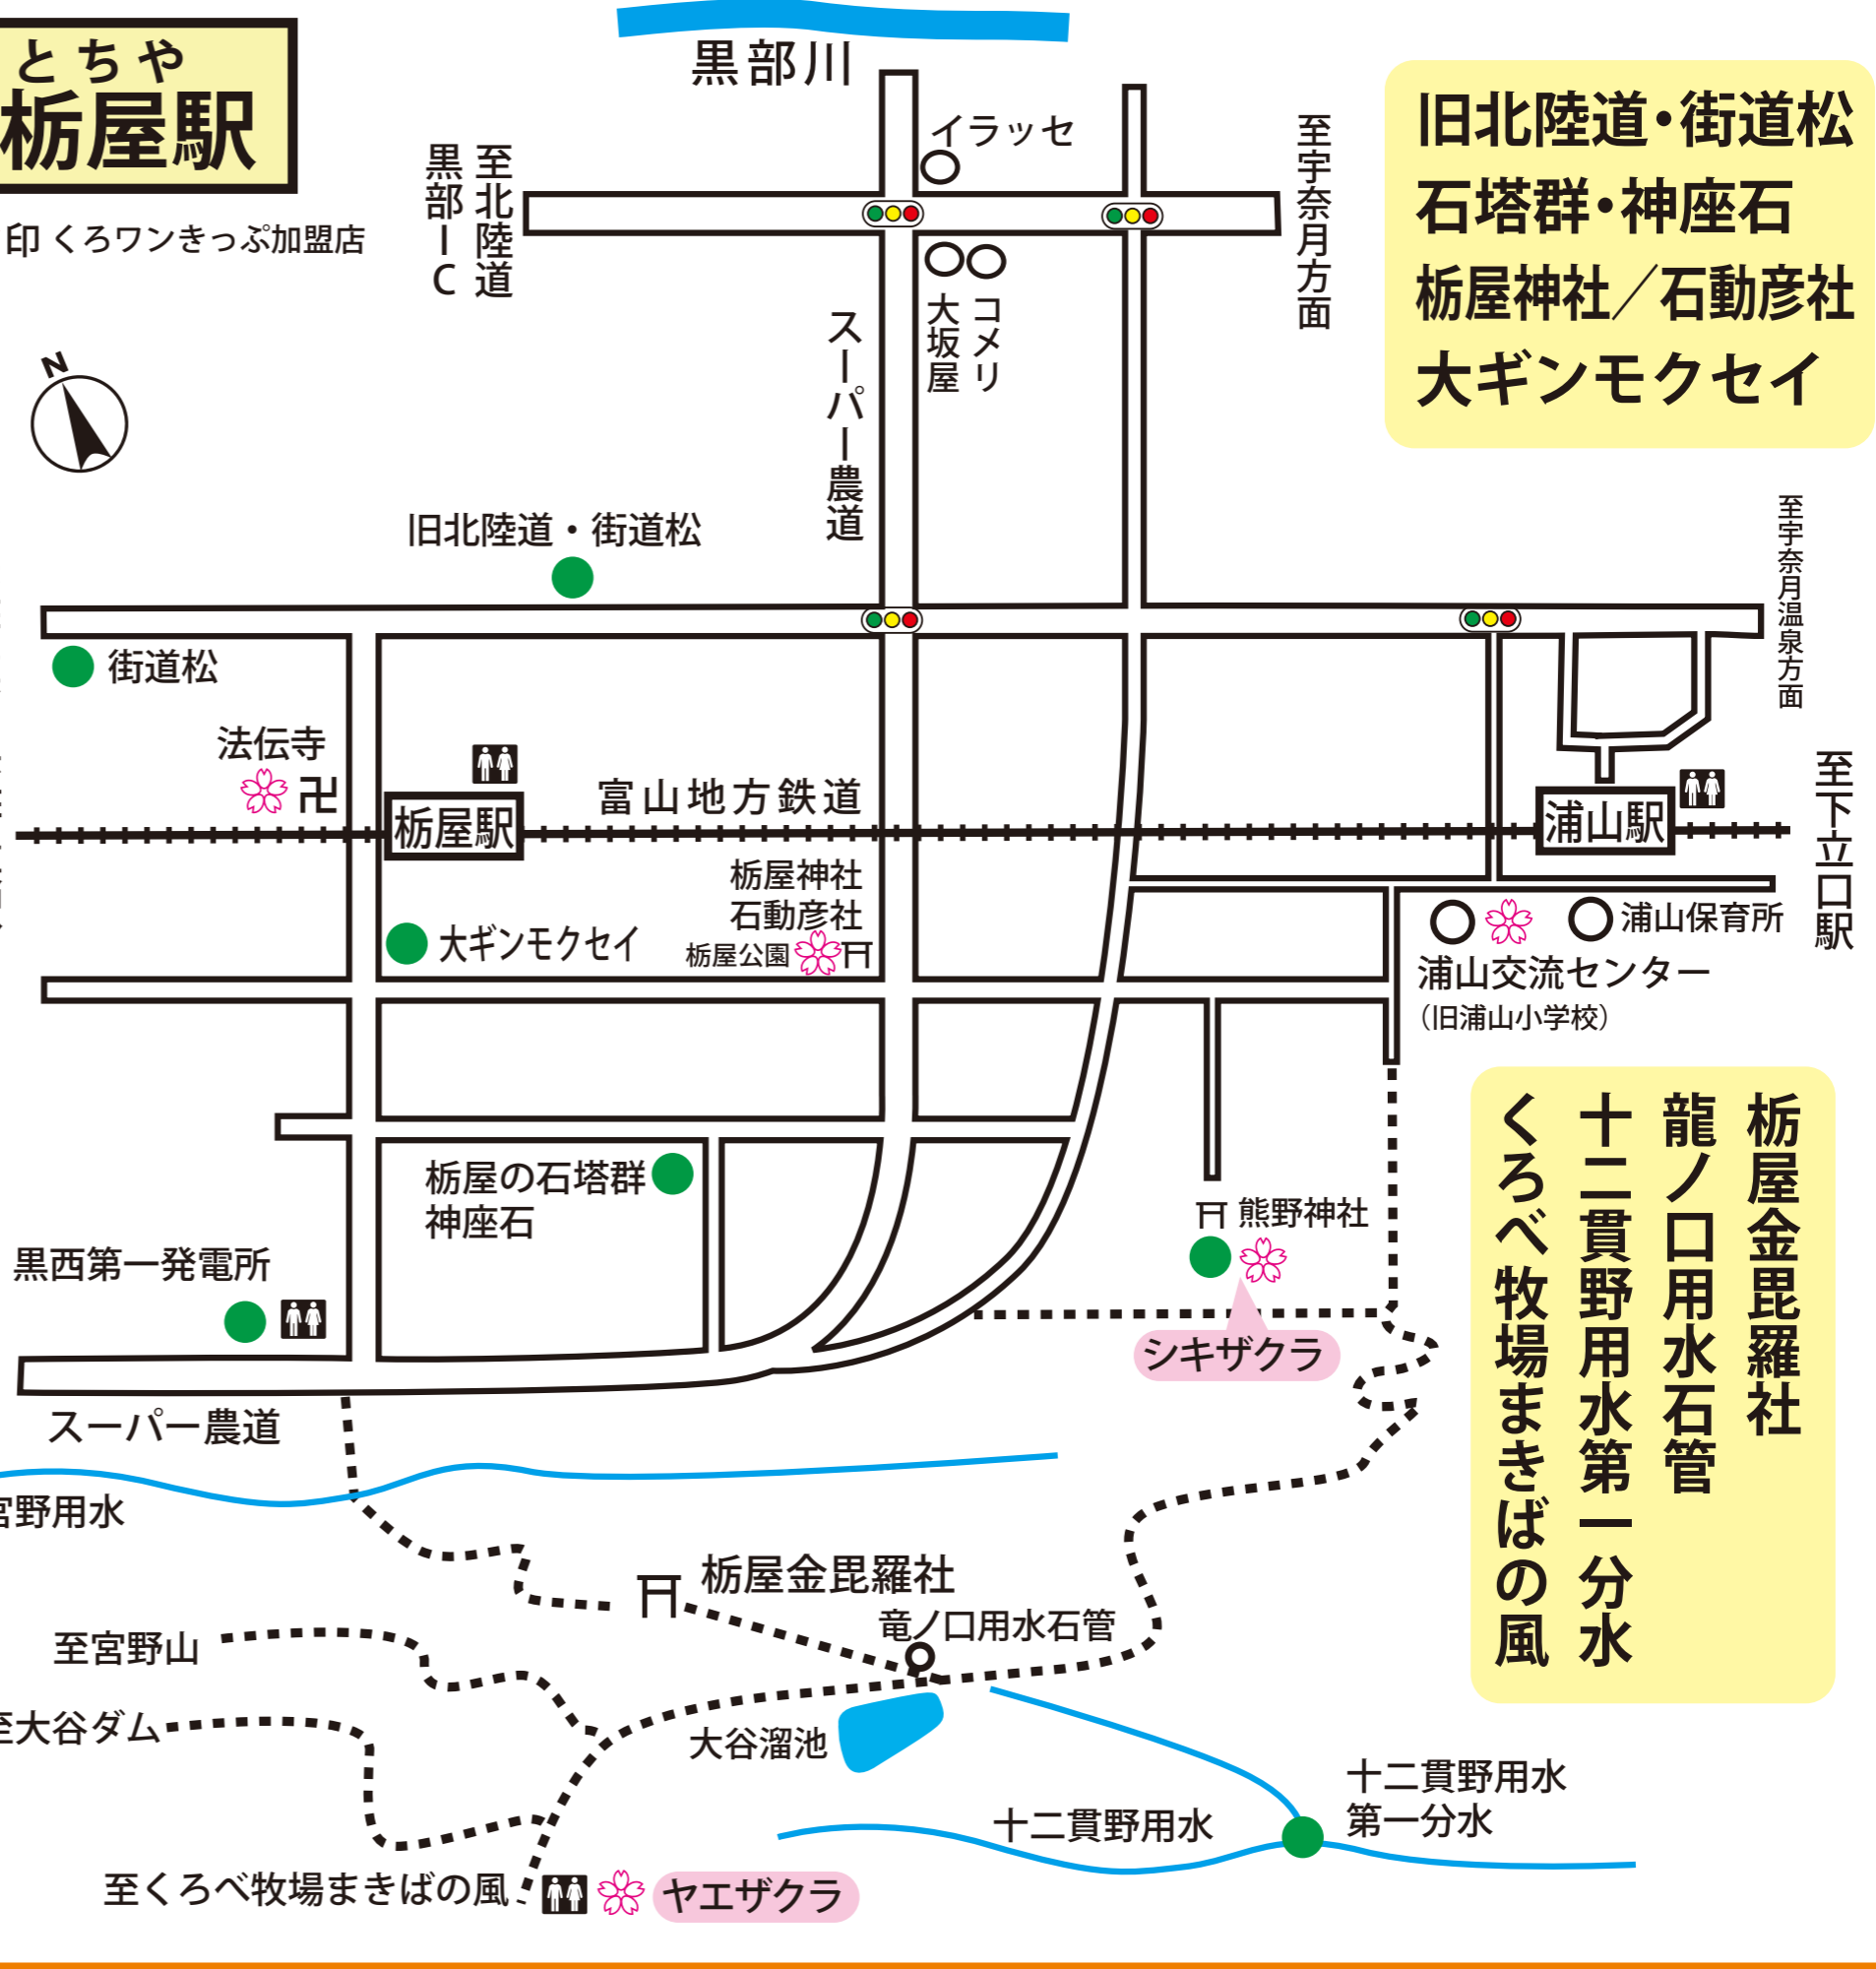 とちや
栃屋駅
印 くろワンきっぷ加盟店
黒部川
イラッセ
至北陸道
黒部IC
至宇奈月方面
旧北陸道・街道松
石塔群・神座石
栃屋神社／石動彦社
大ギンモクセイ
N
スーパー農道
大坂屋
コメリ
旧北陸道・街道松
至宇奈月温泉方面
街道松
法伝寺
栃屋駅
富山地方鉄道
浦山駅
至下立口駅
栃屋神社
石動彦社
栃屋公園
大ギンモクセイ
浦山保育所
浦山交流センター
（旧浦山小学校）
栃屋の石塔群
神座石
熊野神社
シキザクラ
黒西第一発電所
スーパー農道
栃屋金毘羅社
龍ノ口用水石管
十二貫野用水第一分水
くろべ牧場まきばの風
宮野用水
栃屋金毘羅社
竜ノ口用水石管
至宮野山
至大谷ダム
大谷溜池
十二貫野用水
十二貫野用水
第一分水
至くろべ牧場まきばの風
ヤエザクラ